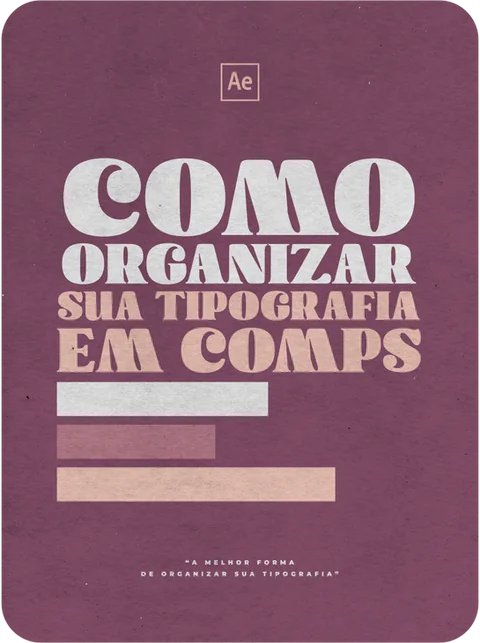 Ae
COMO
ORGANIZAR
SUA TIPOGRAFIA
EM COMPS
“A MELHOR FORMA
DE ORGANIZAR SUA TIPOGRAFIA”